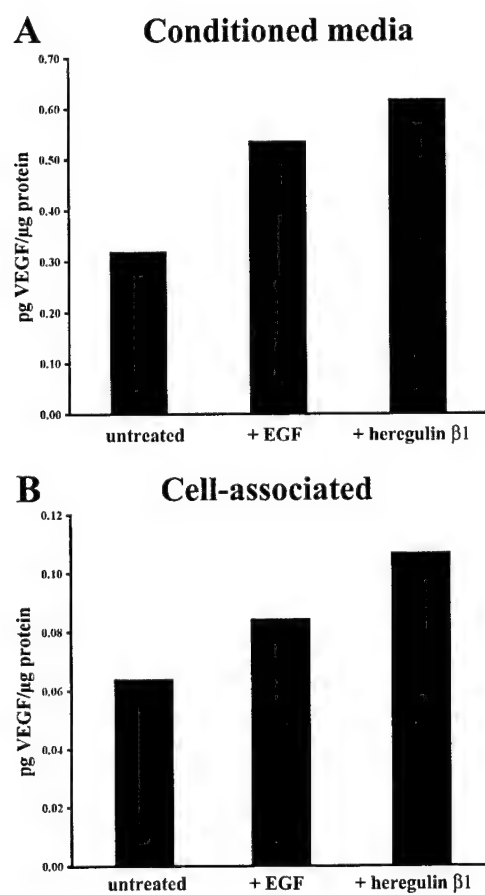 A Conditioned media
0.70
0.60
0.50
0.40
0.30
0.20
0.10
0.00
pg VEGF/µg protein
untreated + EGF + heregulin β1
B Cell-associated
0.12
0.10
0.08
0.06
0.04
0.02
0.00
pg VEGF/µg protein
untreated + EGF + heregulin β1